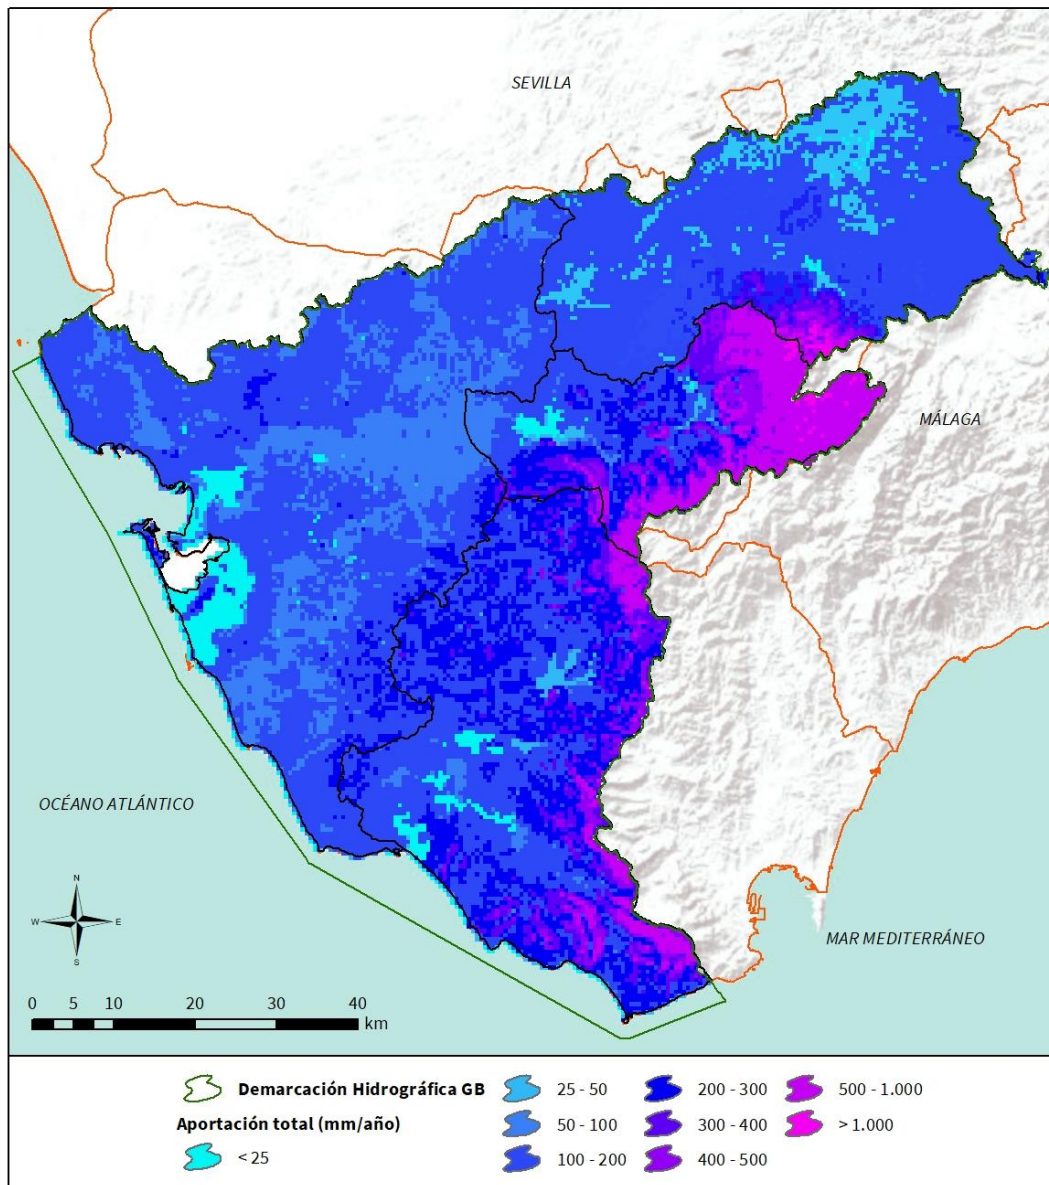 SEVILLA
MÁLAGA
OCÉANO ATLÁNTICO
N
W E
S
MAR MEDITERRÁNEO
0 5 10 20 30 40
km
Demarcación Hidrográfica GB
Aportación total (mm/año)
< 25
25 - 50
50 - 100
100 - 200
200 - 300
300 - 400
400 - 500
500 - 1.000
> 1.000